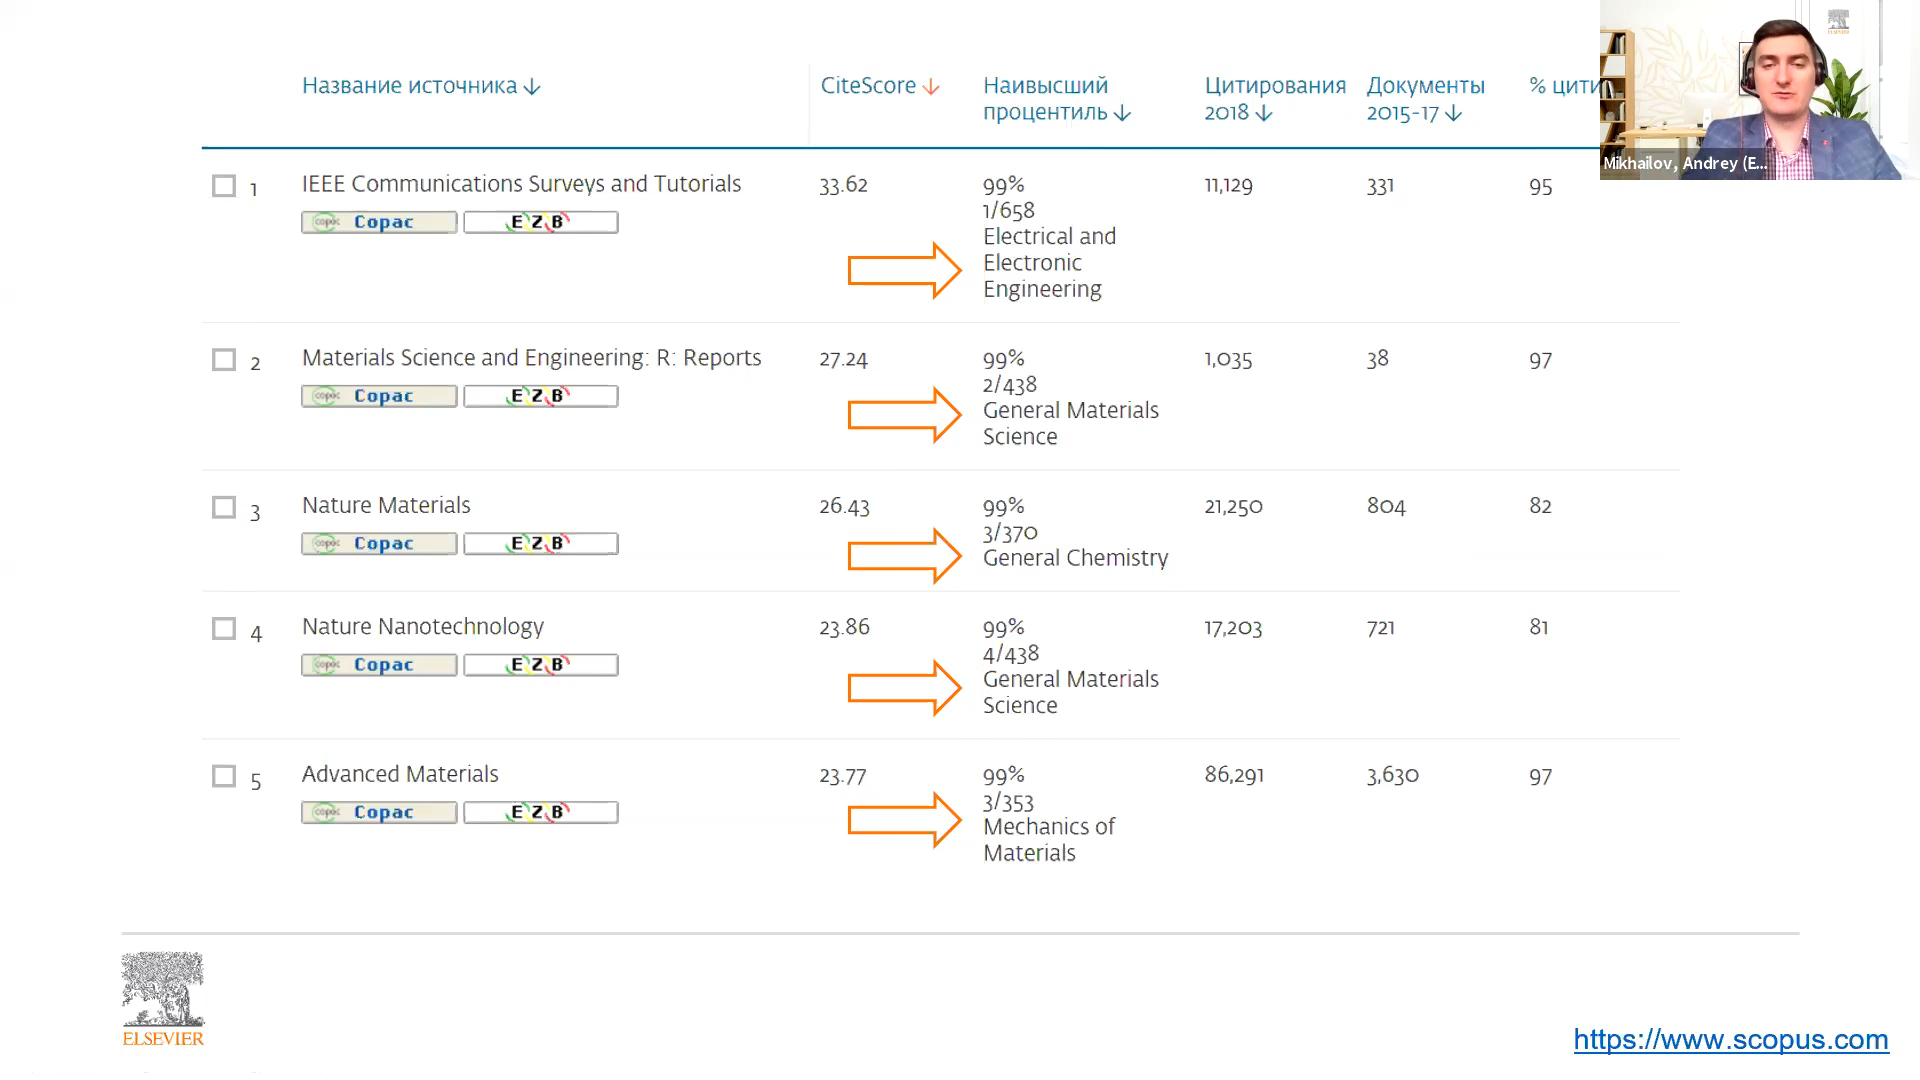 Название источника ↓ CiteScore ↓ Наивысший процентиль ↓ Цитирования 2018 ↓ Документы 2015-17 ↓ % цити
Mikhailov, Andrey (E...
1 IEEE Communications Surveys and Tutorials 33.62 99% 11,129 331 95
1/658
Copac EZB
Electrical and
Electronic
Engineering
2 Materials Science and Engineering: R: Reports 27.24 99% 1,035 38 97
2/438
Copac EZB
General Materials
Science
3 Nature Materials 26.43 99% 21,250 804 82
3/370
Copac EZB
General Chemistry
4 Nature Nanotechnology 23.86 99% 17,203 721 81
4/438
Copac EZB
General Materials
Science
5 Advanced Materials 23.77 99% 86,291 3,630 97
3/353
Copac EZB
Mechanics of
Materials
ELSEVIER
https://www.scopus.com